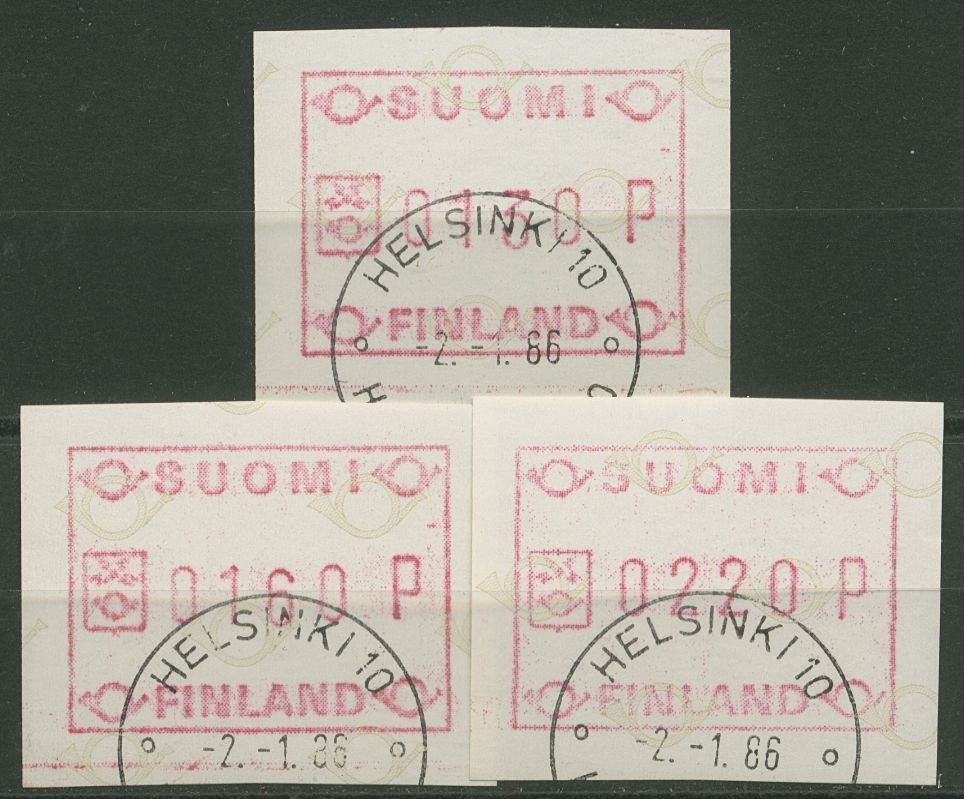 SUOMI
0130 P
HELSINKI 10
FINLAND
-2.-1.86
SUOMI
0160 P
HELSINKI 10
FINLAND
-2.-1.86
SUOMI
0220 P
HELSINKI 10
FINLAND
-2.-1.86